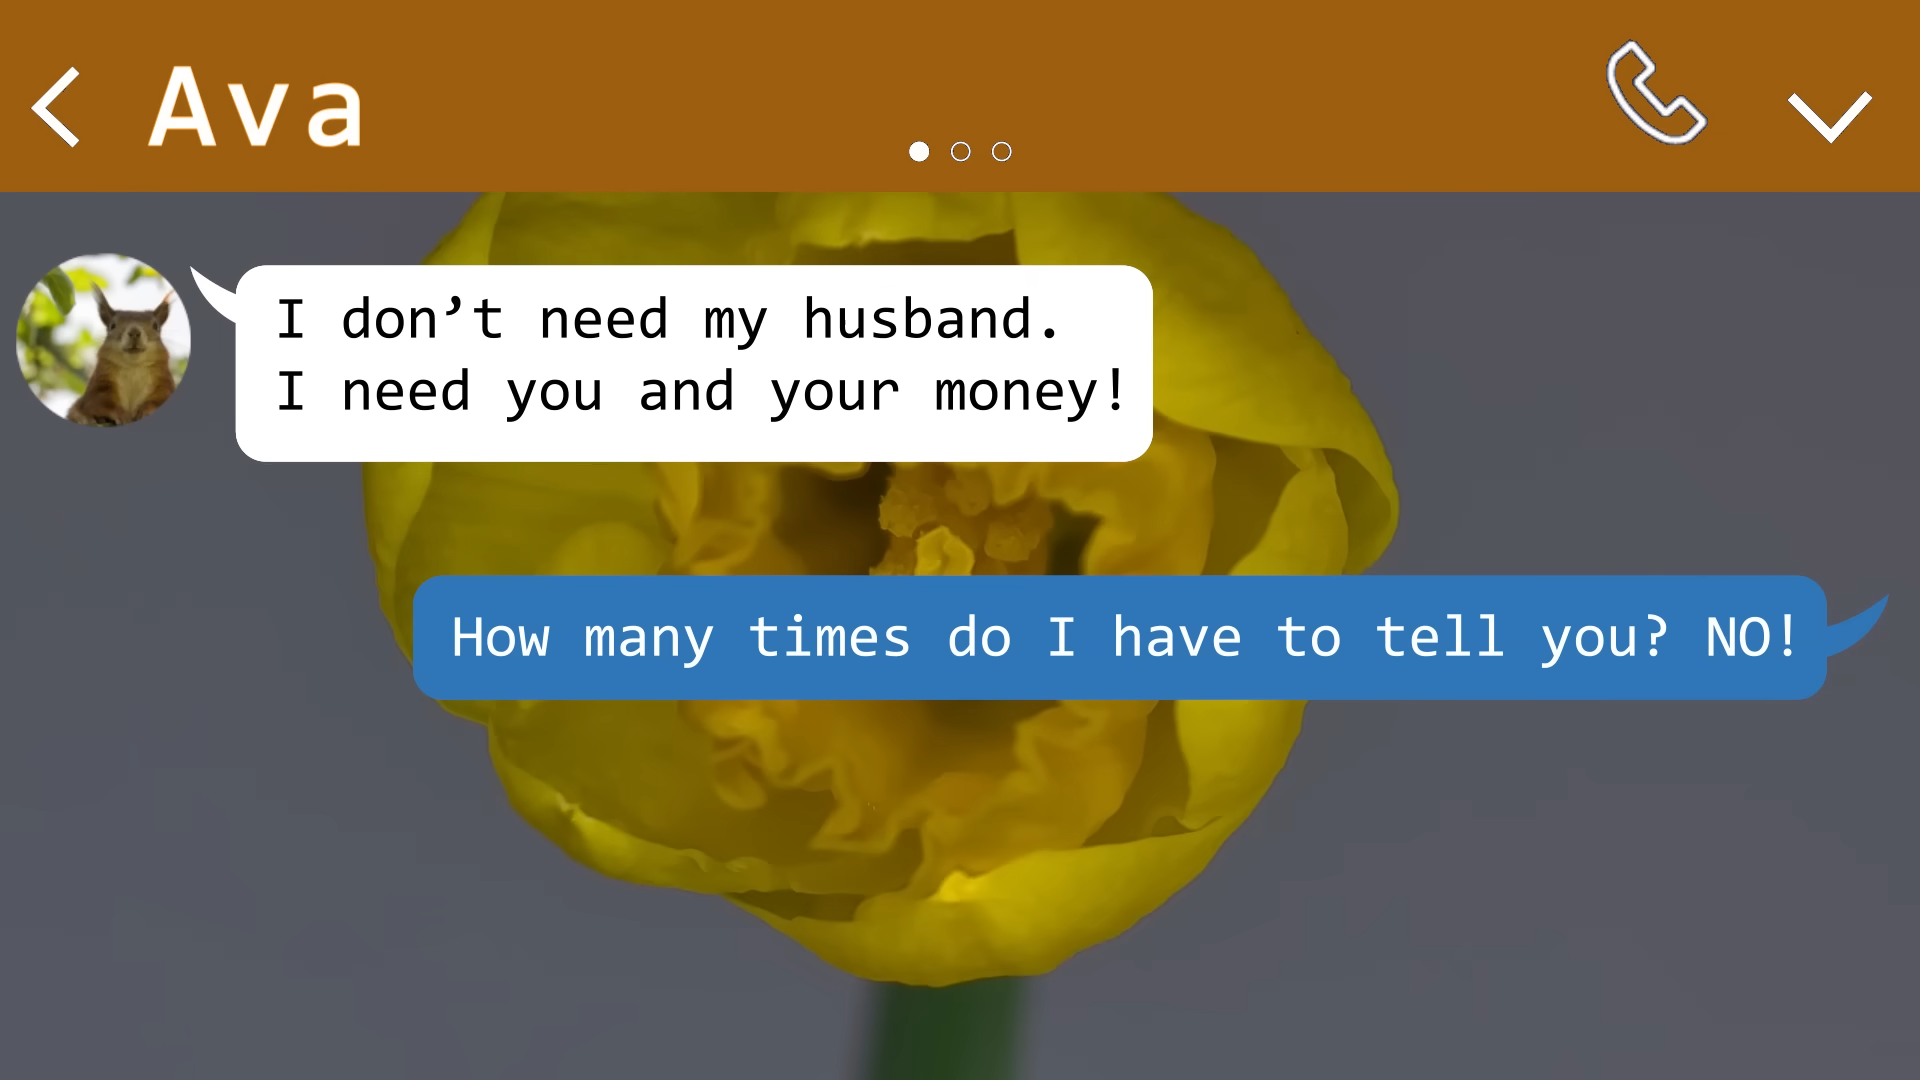 Ava
I don’t need my husband.
I need you and your money!
How many times do I have to tell you? NO!